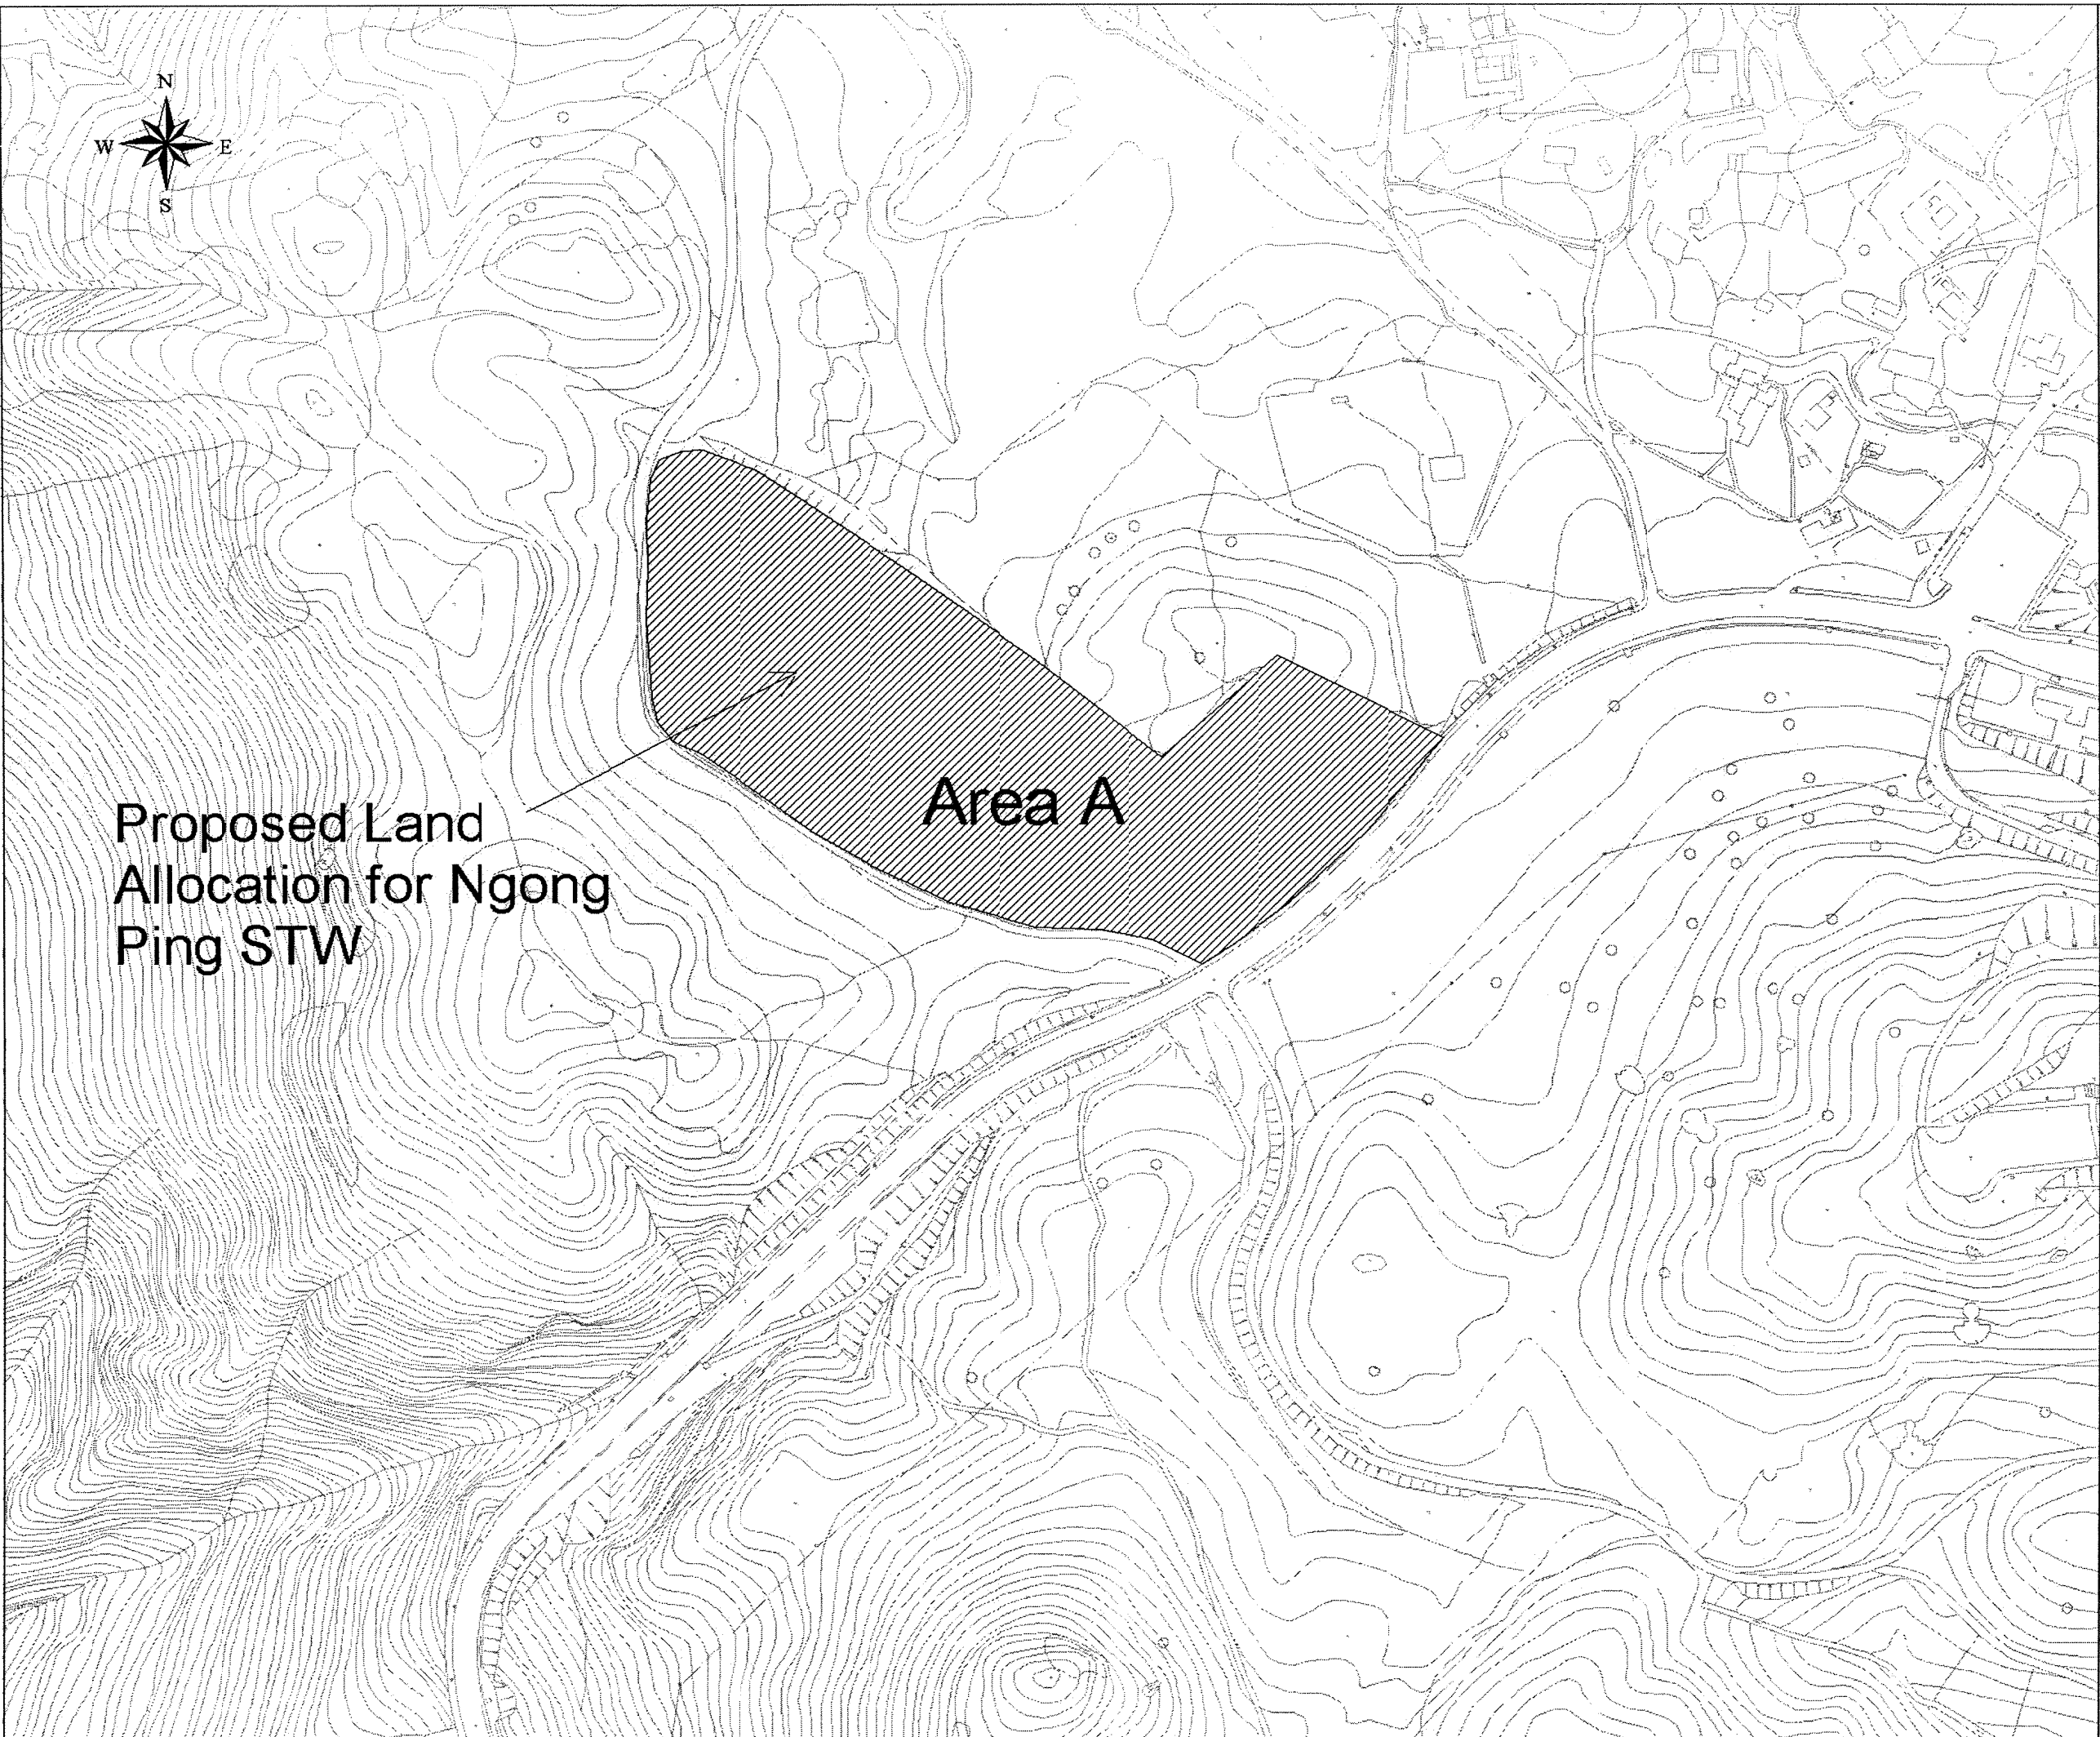 N
W E
S
Area A
Proposed Land
Allocation for Ngong
Ping STW